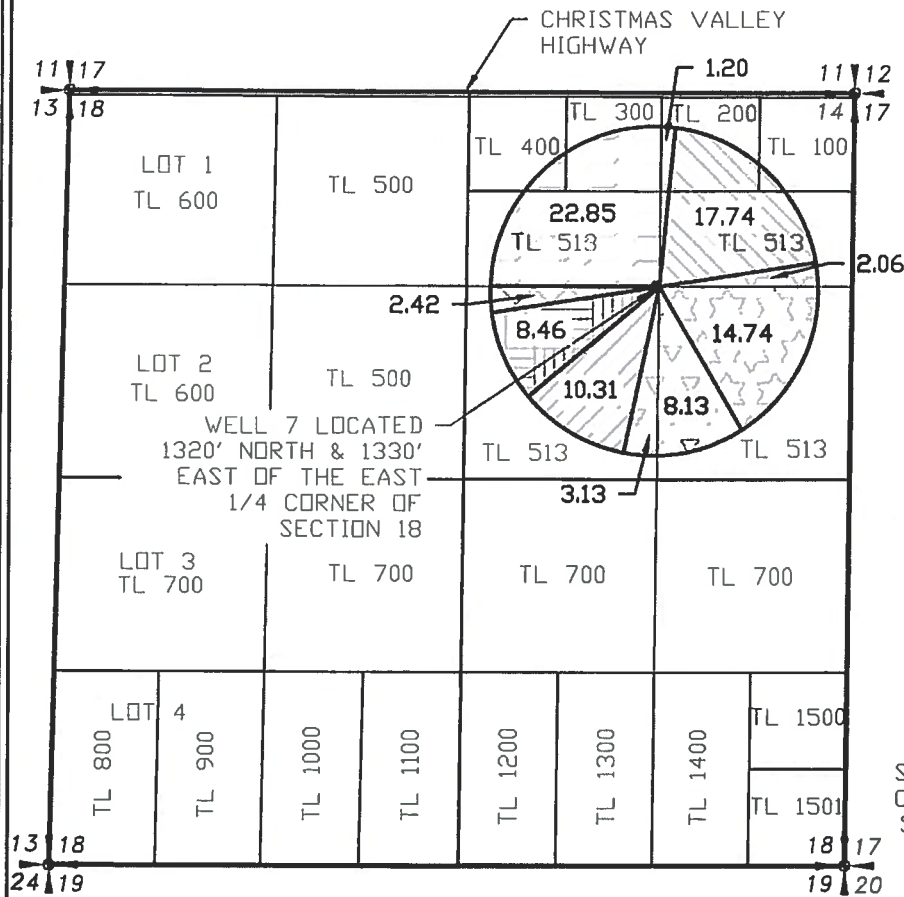 CHRISTMAS VALLEY
HIGHWAY
1.20
11 17
13 18
11 12
14
17
LOT 1
TL 600
TL 500
TL 400
TL 300
TL 200
TL 100
22.85
TL 513
17.74
TL 513
2.06
2.42
8.46
14.74
10.31
8.13
LOT 2
TL 600
TL 500
WELL 7 LOCATED
1320' NORTH & 1330'
EAST OF THE EAST
1/4 CORNER OF
SECTION 18
TL 513
TL 513
3.13
LOT 3
TL 700
TL 700
TL 700
TL 700
LOT 4
TL 800
TL 900
TL 1000
TL 1100
TL 1200
TL 1300
TL 1400
TL 1500
TL 1501
13 18
24 19
18 17
19 20